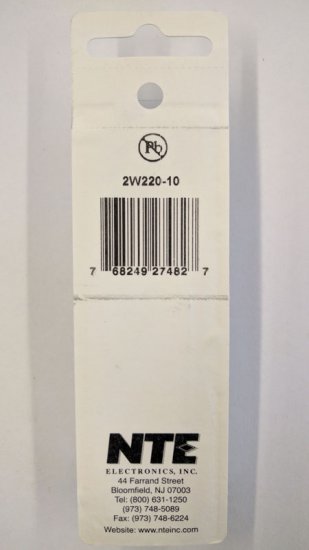 Pb
2W220-10
7 68249 27482 7
NTE
ELECTRONICS, INC.
44 Farrand Street
Bloomfield, NJ 07003
Tel: (800) 631-1250
(973) 748-5089
Fax: (973) 748-6224
Website: www.nteinc.com